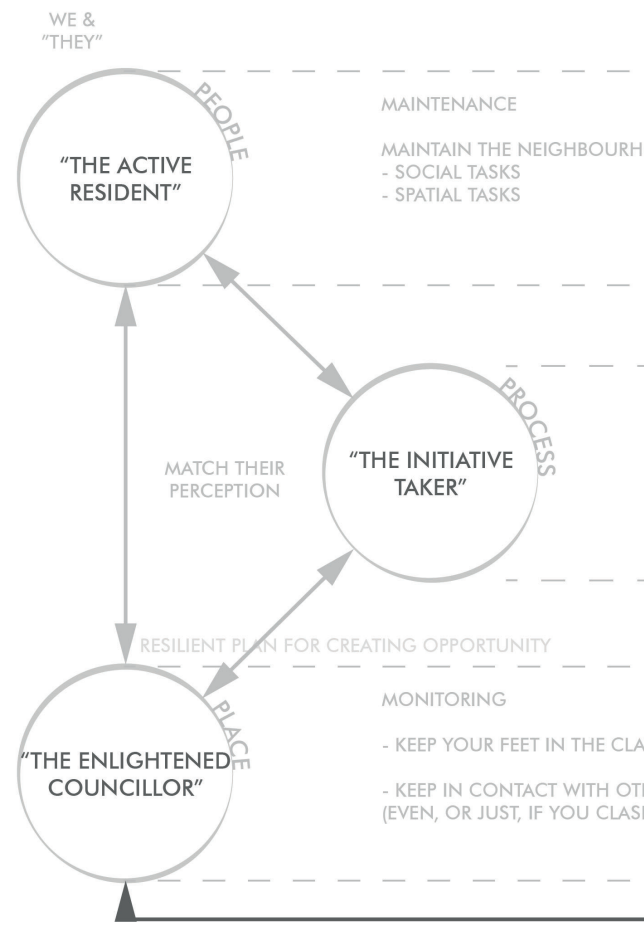 WE &
"THEY"
PEOPLE
"THE ACTIVE
RESIDENT"
MAINTENANCE
MAINTAIN THE NEIGHBOURH
- SOCIAL TASKS
- SPATIAL TASKS
PROCESS
"THE INITIATIVE
TAKER"
MATCH THEIR
PERCEPTION
RESILIENT PLAN FOR CREATING OPPORTUNITY
PLACE
"THE ENLIGHTENED
COUNCILLOR"
MONITORING
- KEEP YOUR FEET IN THE CLA
- KEEP IN CONTACT WITH OTH
(EVEN, OR JUST, IF YOU CLASH